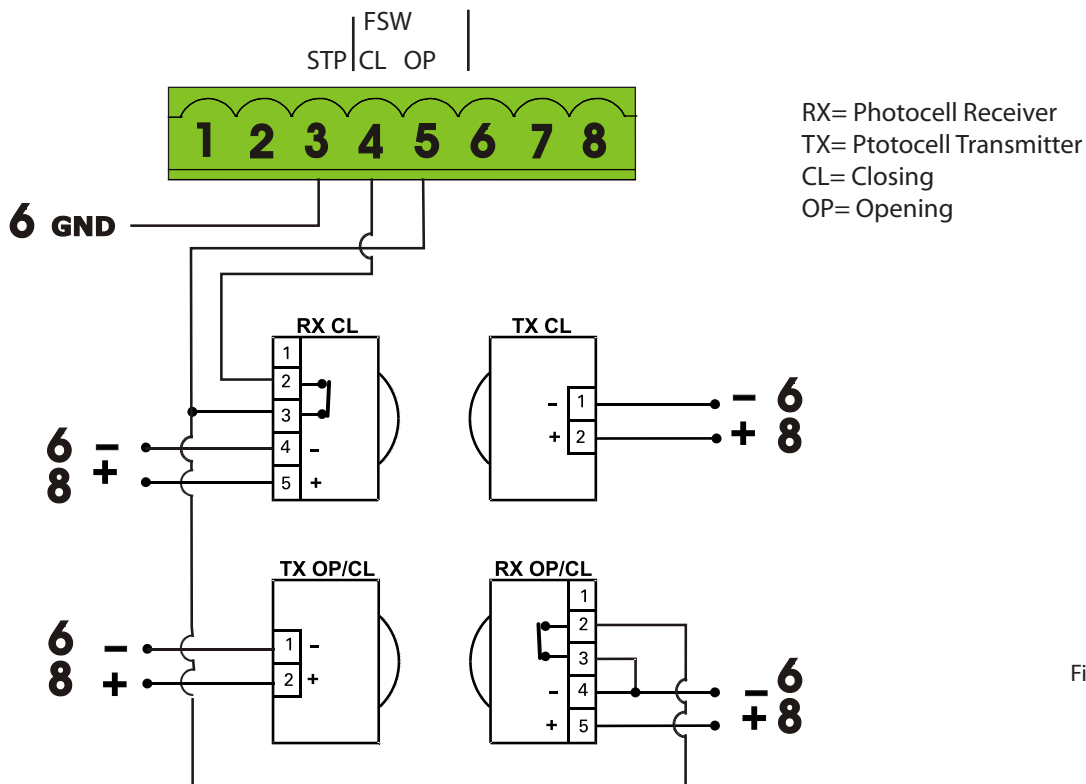 FSW
STP CL OP
1 2 3 4 5 6 7 8
RX= Photocell Receiver
TX= Ptotocell Transmitter
CL= Closing
OP= Opening
6 GND
RX CL
1
2
3
4 -
5 +
6 -
8 +
TX CL
- 1
+ 2
- 6
+ 8
TX OP/CL
1 -
2 +
6 -
8 +
RX OP/CL
1
2
3
- 4
+ 5
- 6
+ 8
Fi